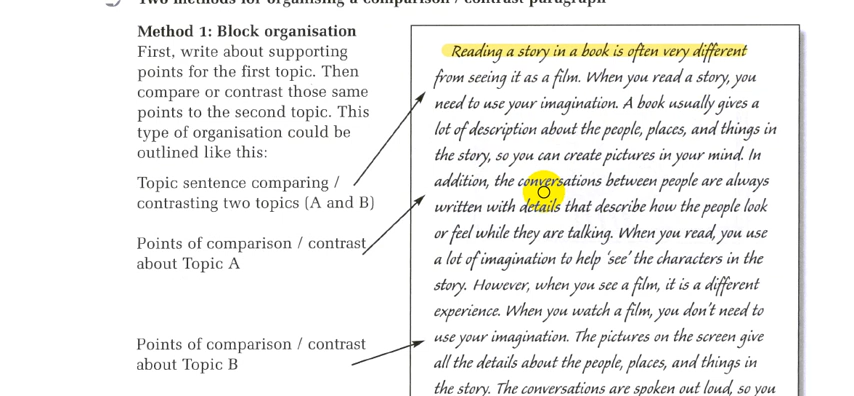 Two methods for organising a comparison / contrast paragraph
Method 1: Block organisation
First, write about supporting
points for the first topic. Then
compare or contrast those same
points to the second topic. This
type of organisation could be
outlined like this:
Topic sentence comparing /
contrasting two topics (A and B)
Points of comparison / contrast
about Topic A
Points of comparison / contrast
about Topic B
Reading a story in a book is often very different
from seeing it as a film. When you read a story, you
need to use your imagination. A book usually gives a
lot of description about the people, places, and things in
the story, so you can create pictures in your mind. In
addition, the conversations between people are always
written with details that describe how the people look
or feel while they are talking. When you read, you use
a lot of imagination to help ‘see’ the characters in the
story. However, when you see a film, it is a different
experience. When you watch a film, you don't need to
use your imagination. The pictures on the screen give
all the details about the people, places, and things in
the story. The conversations are spoken out loud, so you